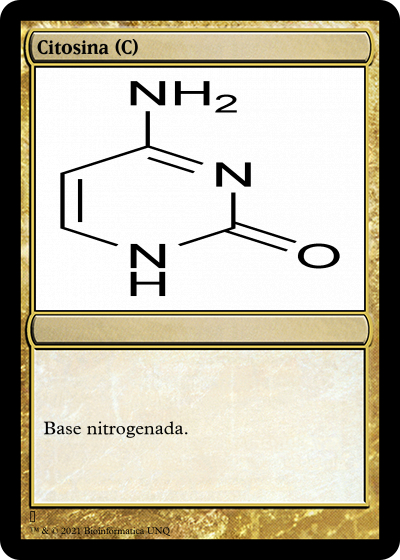 Citosina (C)
NH2
N
N
H
O
Base nitrogenada.
™ & © 2021 Bioinformatica UNQ